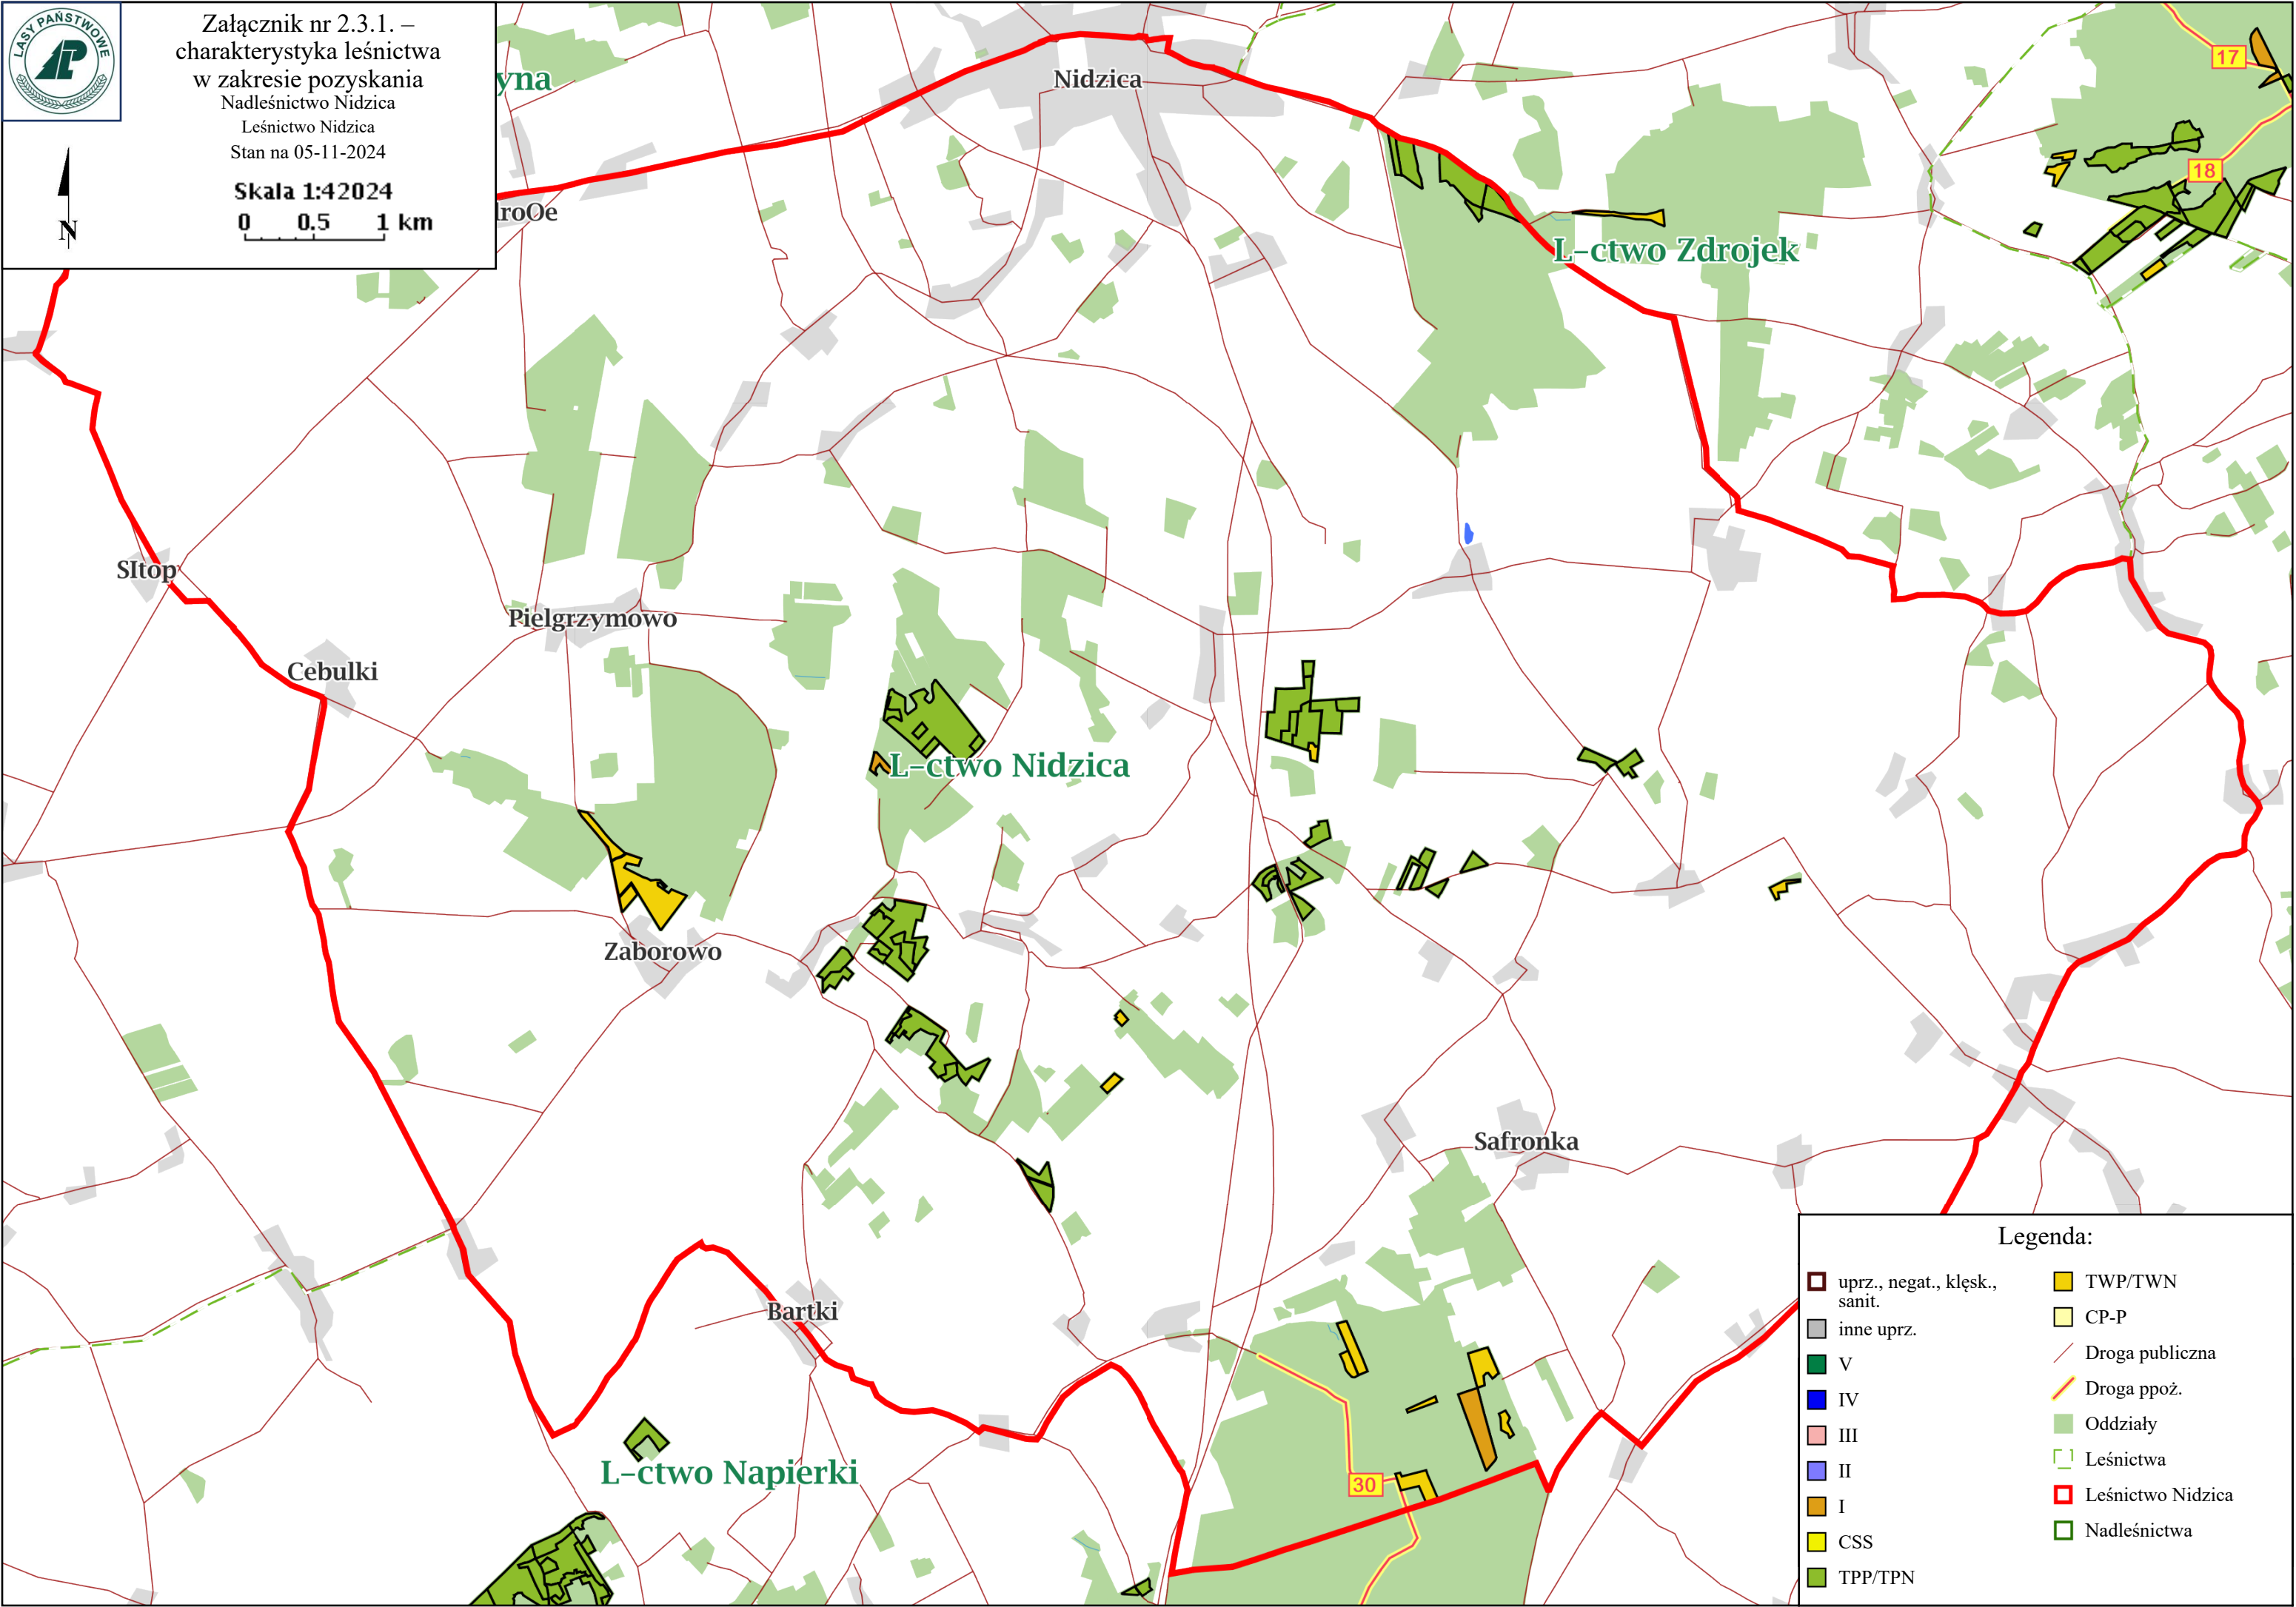 LASY PAŃSTWOWE
Załącznik nr 2.3.1. –
charakterystyka leśnictwa
w zakresie pozyskania
Nadleśnictwo Nidzica
Leśnictwo Nidzica
Stan na 05-11-2024
Skala 1:42024
0 0.5 1 km
N
yna
Nidzica
17
18
droOe
L-ctwo Zdrojek
SItop
Pielgrzymowo
Cebulki
L-ctwo Nidzica
Zaborowo
Safronka
Bartki
L-ctwo Napierki
30
Legenda:
uprz., negat., klęsk.,
sanit.
inne uprz.
V
IV
III
II
I
CSS
TPP/TPN
TWP/TWN
CP-P
Droga publiczna
Droga ppoż.
Oddziały
Leśnictwa
Leśnictwo Nidzica
Nadleśnictwa